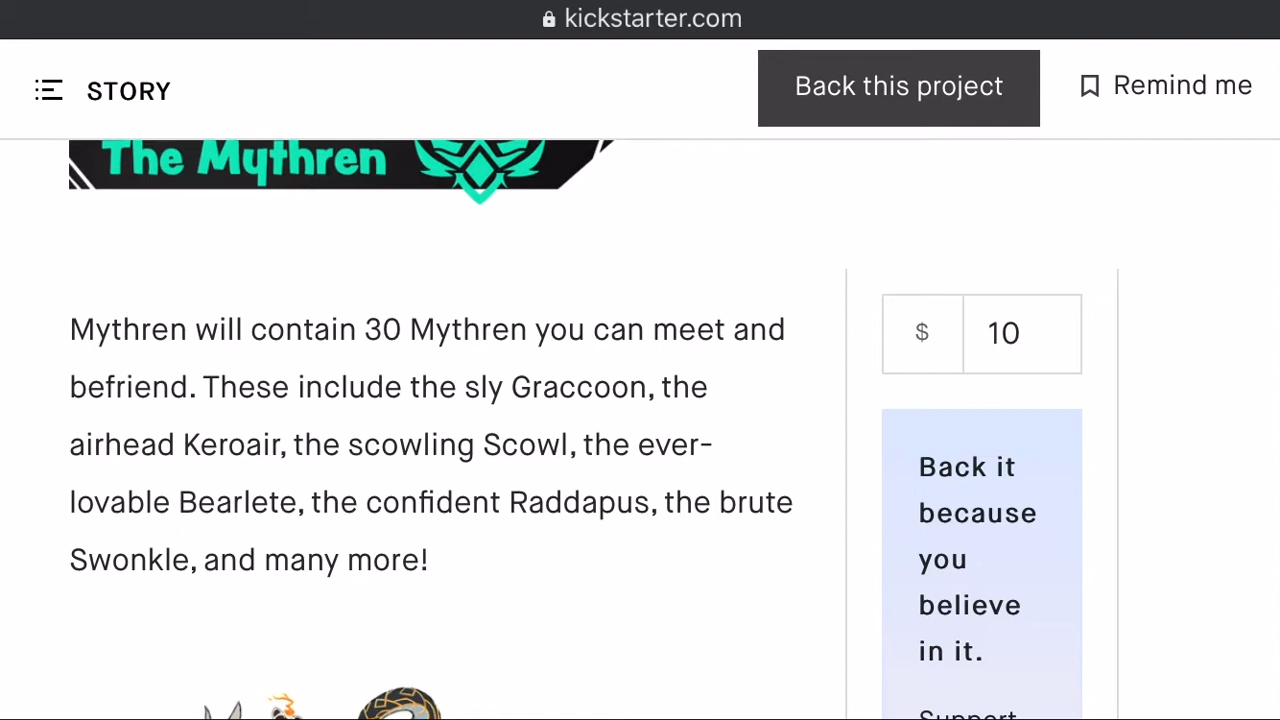 kickstarter.com
STORY
Back this project
Remind me
The Mythren
Mythren will contain 30 Mythren you can meet and
befriend. These include the sly Graccoon, the
airhead Keroair, the scowling Scowl, the ever-
lovable Bearlete, the confident Raddapus, the brute
Swonkle, and many more!
$ 10
Back it
because
you
believe
in it.
Support